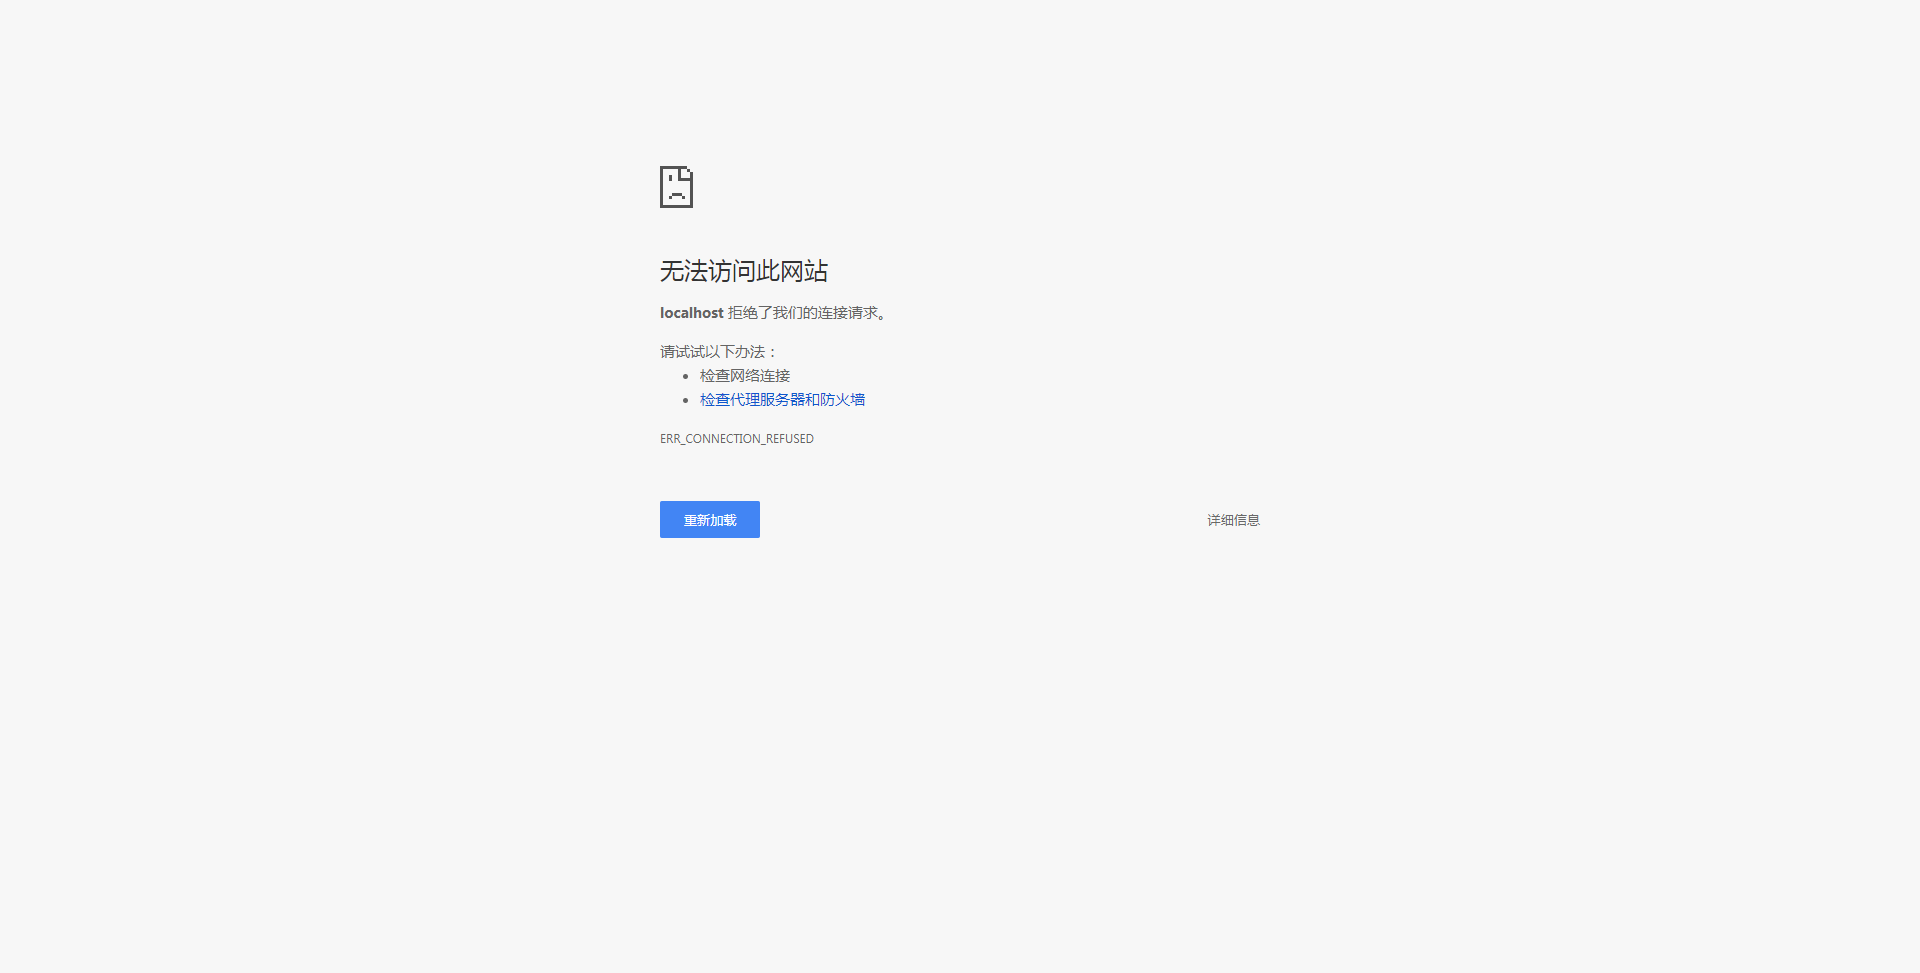 无法访问此网站
localhost 拒绝了我们的连接请求。
请试试以下办法：
检查网络连接
检查代理服务器和防火墙
ERR_CONNECTION_REFUSED
重新加载
详细信息